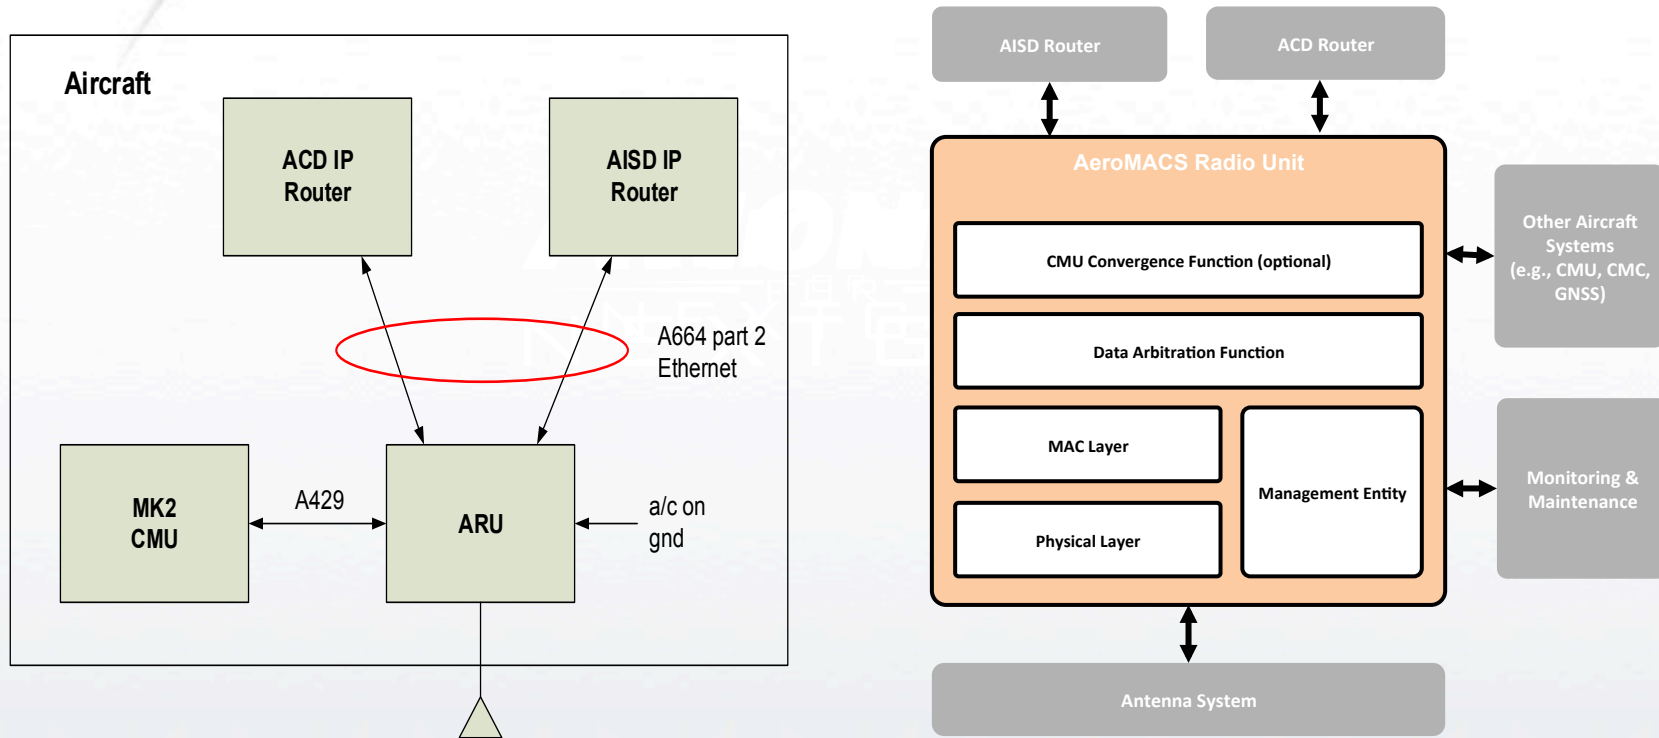 Aircraft
ACD IP
Router
AISD IP
Router
A664 part 2
Ethernet
MK2
CMU
A429
ARU
a/c on
gnd
AISD Router
ACD Router
AeroMACS Radio Unit
CMU Convergence Function (optional)
Data Arbitration Function
MAC Layer
Physical Layer
Management Entity
Other Aircraft
Systems
(e.g., CMU, CMC,
GNSS)
Monitoring &
Maintenance
Antenna System